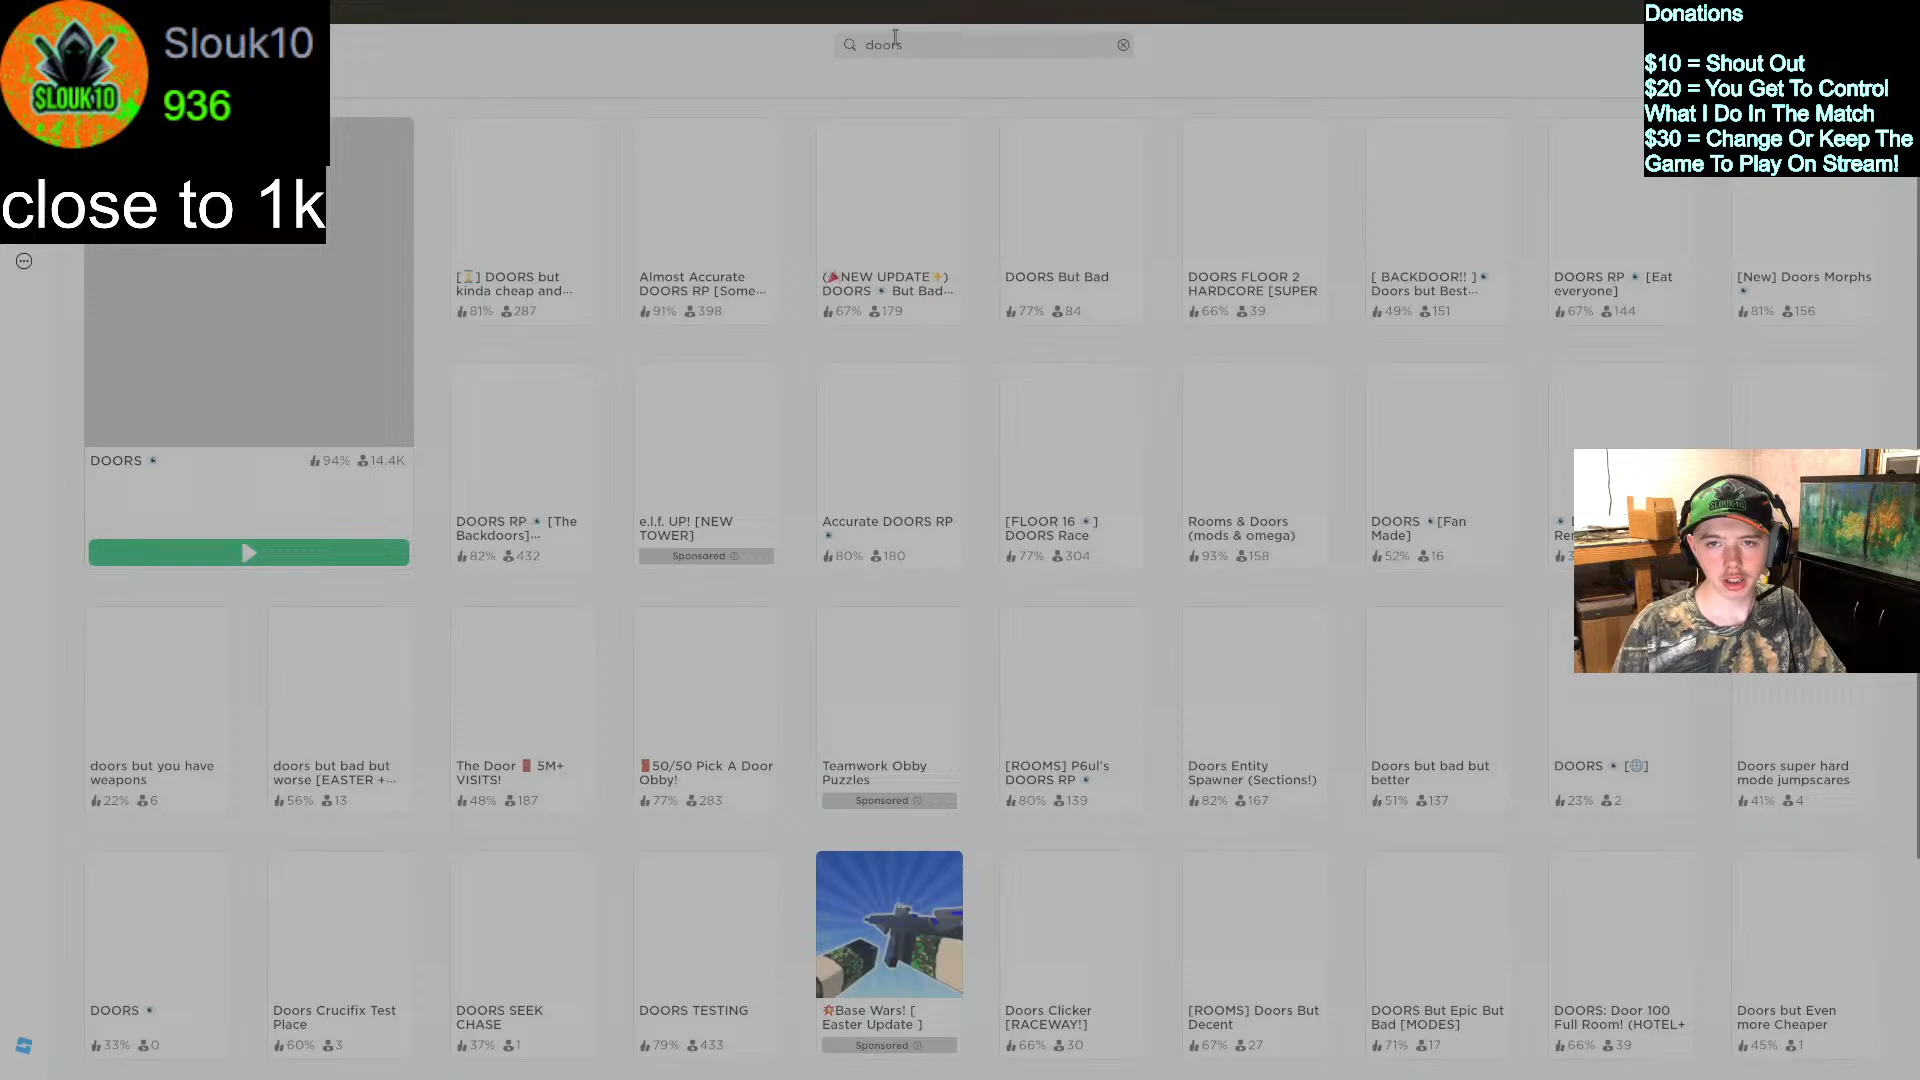 Slouk10
936
close to 1k
SLOUK10
doors
Donations
$10 = Shout Out
$20 = You Get To Control
What I Do In The Match
$30 = Change Or Keep The
Game To Play On Stream!
DOORS
94% 14.4K
[⏳] DOORS but
kinda cheap and...
81% 287
Almost Accurate
DOORS RP [Some...
91% 398
(🎉NEW UPDATE✨)
DOORS 👁 But Bad...
67% 179
DOORS But Bad
77% 84
DOORS FLOOR 2
HARDCORE [SUPER
66% 39
[ BACKDOOR!! ]👁
Doors but Best...
49% 151
DOORS RP 👁 [Eat
everyone]
67% 144
[New] Doors Morphs
👁
81% 156
DOORS RP 👁 [The
Backdoors]...
82% 432
e.l.f. UP! [NEW
TOWER]
Sponsored
Accurate DOORS RP
👁
80% 180
[FLOOR 16 👁]
DOORS Race
77% 304
Rooms & Doors
(mods & omega)
93% 158
DOORS 👁[Fan
Made]
52% 16
SLOUK10
doors but you have
weapons
22% 6
doors but bad but
worse [EASTER +...
56% 13
The Door 🚪 5M+
VISITS!
48% 187
🚪50/50 Pick A Door
Obby!
77% 283
Teamwork Obby
Puzzles
Sponsored
[ROOMS] P6ul's
DOORS RP 👁
80% 139
Doors Entity
Spawner (Sections!)
82% 167
Doors but bad but
better
51% 137
DOORS 👁 [🌐]
23% 2
Doors super hard
mode jumpscares
41% 4
DOORS 👁
33% 0
Doors Crucifix Test
Place
60% 3
DOORS SEEK
CHASE
37% 1
DOORS TESTING
79% 433
💥Base Wars! [
Easter Update ]
Sponsored
Doors Clicker
[RACEWAY!]
66% 30
[ROOMS] Doors But
Decent
67% 27
DOORS But Epic But
Bad [MODES]
71% 17
DOORS: Door 100
Full Room! (HOTEL+
66% 39
Doors but Even
more Cheaper
45% 1